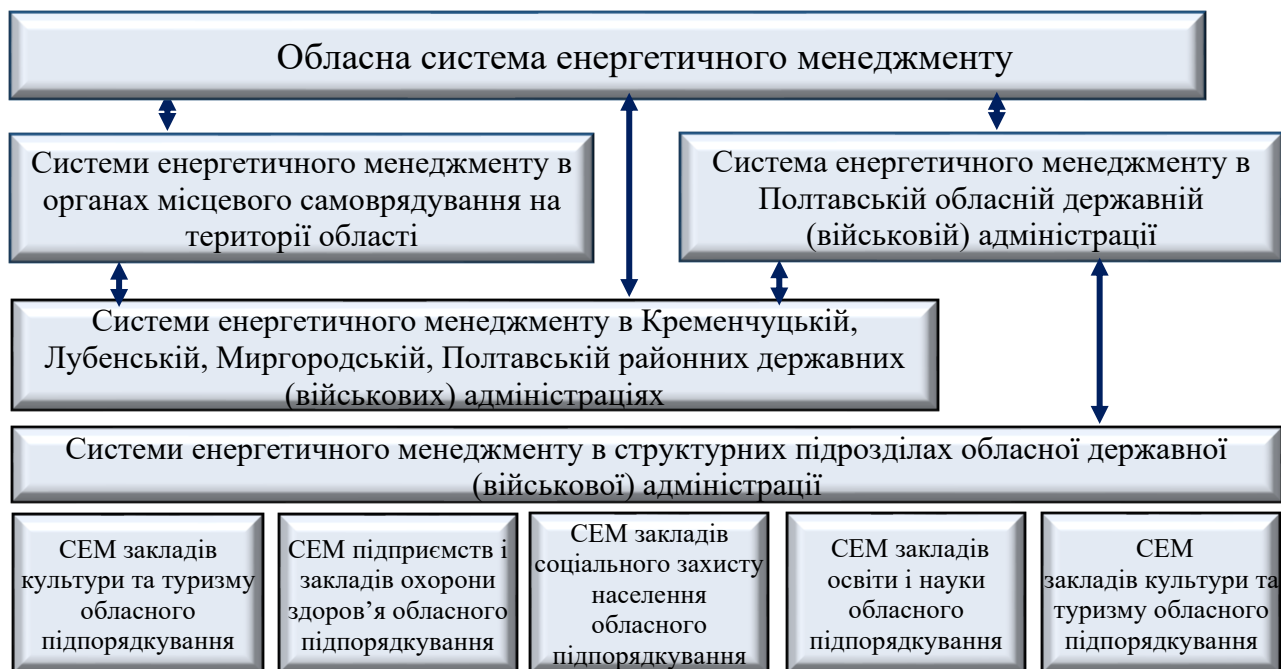 Обласна система енергетичного менеджменту
Системи енергетичного менеджменту в
органах місцевого самоврядування на
території області
Система енергетичного менеджменту в
Полтавській обласній державній
(військовій) адміністрації
Системи енергетичного менеджменту в Кременчуцькій,
Лубенській, Миргородській, Полтавській районних державних
(військових) адміністраціях
Системи енергетичного менеджменту в структурних підрозділах обласної державної
(військової) адміністрації
СЕМ закладів
культури та туризму
обласного
підпорядкування
СЕМ підприємств і
закладів охорони
здоров’я обласного
підпорядкування
СЕМ закладів
соціального захисту
населення
обласного
підпорядкування
СЕМ закладів
освіти і науки
обласного
підпорядкування
СЕМ
закладів культури та
туризму обласного
підпорядкування